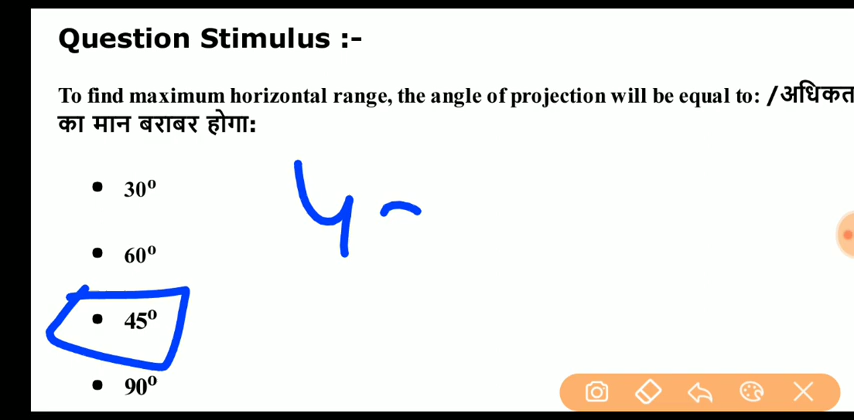 Question Stimulus :-
To find maximum horizontal range, the angle of projection will be equal to: /अधिकत
का मान बराबर होगा:
• 30⁰
• 60⁰
• 45⁰
• 90⁰